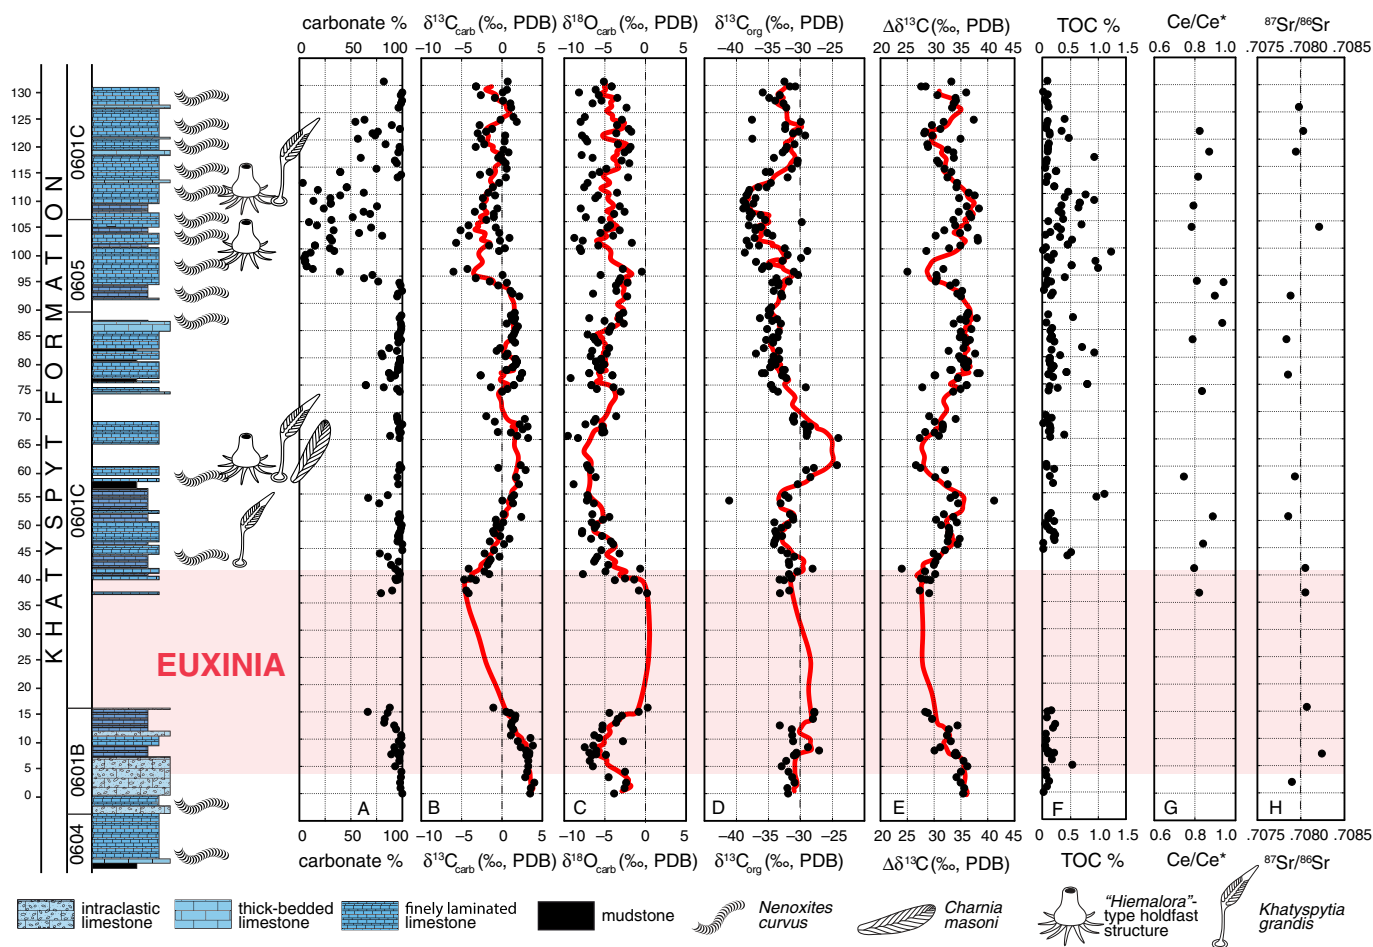 carbonate %
δ¹³Ccarb (‰, PDB)
δ¹⁸Ocarb (‰, PDB)
δ¹³Corg (‰, PDB)
Δδ¹³C (‰, PDB)
TOC %
Ce/Ce*
⁸⁷Sr/⁸⁶Sr
0 50 100
−10 −5 0 5
−10 −5 0 5
−40 −35 −30 −25
20 25 30 35 40 45
0 0.5 1.0 1.5
0.6 0.8 1.0
.7075 .7080 .7085
KHATYSPYT FORMATION
130
125
120
115
110
105
100
95
90
85
80
75
70
65
60
55
50
45
40
35
30
25
20
15
10
5
0
0601C
0605
0601C
0601B
0604
EUXINIA
A
B
C
D
E
F
G
H
0 50 100
−10 −5 0 5
−10 −5 0 5
−40 −35 −30 −25
20 25 30 35 40 45
0 0.5 1.0 1.5
0.6 0.8 1.0
.7075 .7080 .7085
carbonate %
δ¹³Ccarb (‰, PDB)
δ¹⁸Ocarb (‰, PDB)
δ¹³Corg (‰, PDB)
Δδ¹³C (‰, PDB)
TOC %
Ce/Ce*
⁸⁷Sr/⁸⁶Sr
intraclastic
limestone
thick-bedded
limestone
finely laminated
limestone
mudstone
Nenoxites
curvus
Charnia
masoni
"Hiemalora"-
type holdfast
structure
Khatyspytia
grandis